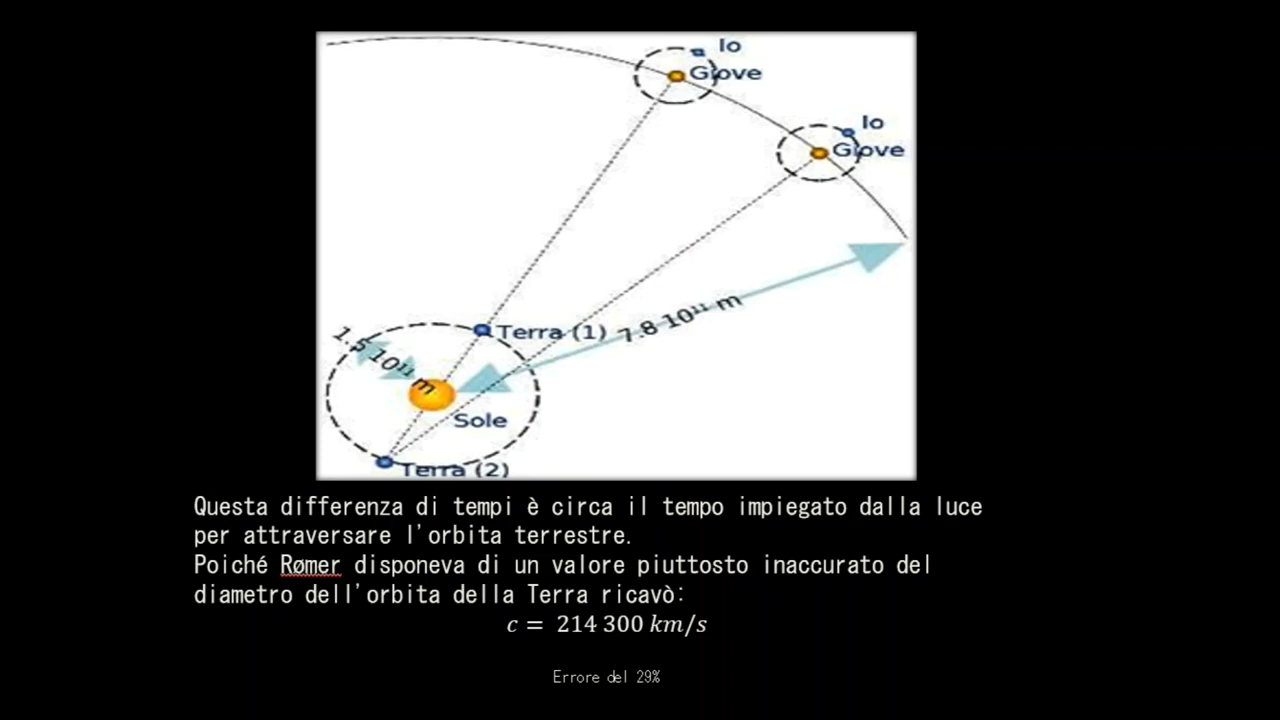 Io
Giove
Io
Giove
7.8 10¹¹ m
Terra (1)
1.5 10¹¹ m
Sole
Terra (2)
Questa differenza di tempi è circa il tempo impiegato dalla luce
per attraversare l'orbita terrestre.
Poiché Rømer disponeva di un valore piuttosto inaccurato del
diametro dell'orbita della Terra ricavò:
c = 214 300 km/s
Errore del 29%